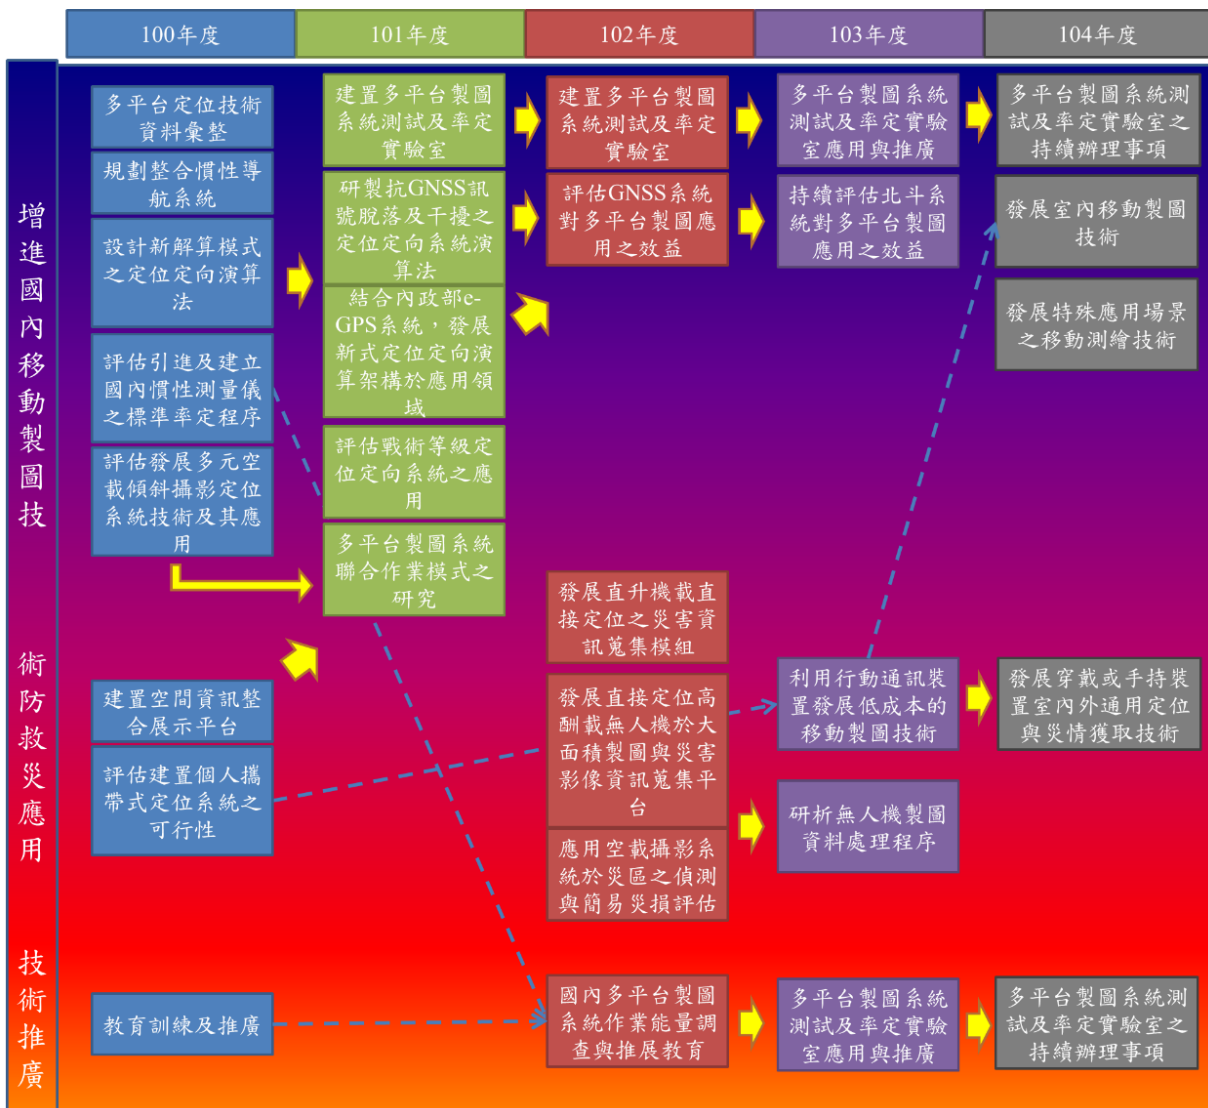 100年度
101年度
102年度
103年度
104年度
增進國內移動製圖技
術防救災應用
技術推廣
多平台定位技術
資料彙整
規劃整合慣性導
航系統
設計新解算模式
之定位定向演算
法
評估引進及建立
國內慣性測量儀
之標準率定程序
評估發展多元空
載傾斜攝影定位
系統技術及其應
用
建置空間資訊整
合展示平台
評估建置個人攜
帶式定位系統之
可行性
教育訓練及推廣
建置多平台製圖
系統測試及率定
實驗室
研製抗GNSS訊
號脫落及干擾之
定位定向系統演
算法
結合內政部e-
GPS系統，發展
新式定位定向演
算架構於應用領
域
評估戰術等級定
位定向系統之應
用
多平台製圖系統
聯合作業模式之
研究
建置多平台製圖
系統測試及率定
實驗室
評估GNSS系統
對多平台製圖應
用之效益
發展直升機載直
接定位之災害資
訊蒐集模組
發展直接定位高
酬載無人機於大
面積製圖與災害
影像資訊蒐集平
台
應用空載攝影系
統於災區之偵測
與簡易災損評估
國內多平台製圖
系統作業能量調
查與推展教育
多平台製圖系統
測試及率定實驗
室應用與推廣
持續評估北斗系
統對多平台製圖
應用之效益
利用行動通訊裝
置發展低成本的
移動製圖技術
研析無人機製圖
資料處理程序
多平台製圖系統
測試及率定實驗
室應用與推廣
多平台製圖系統測
試及率定實驗室之
持續辦理事項
發展室內移動製圖
技術
發展特殊應用場景
之移動測繪技術
發展穿戴或手持裝
置室內外通用定位
與災情獲取技術
多平台製圖系統測
試及率定實驗室之
持續辦理事項